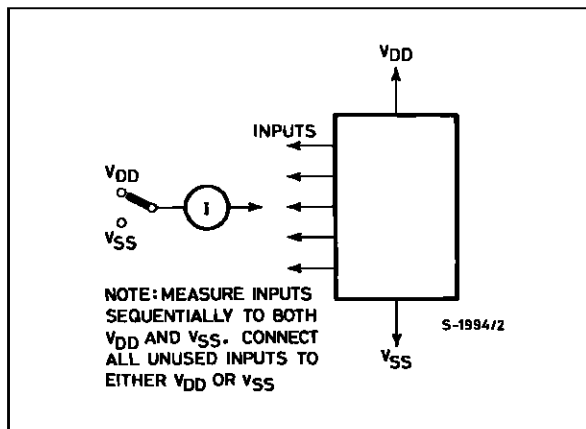 VDD
INPUTS
VDD
I
VSS
NOTE: MEASURE INPUTS
SEQUENTIALLY TO BOTH
VDD AND VSS. CONNECT
ALL UNUSED INPUTS TO
EITHER VDD OR VSS
S-1994/2
VSS